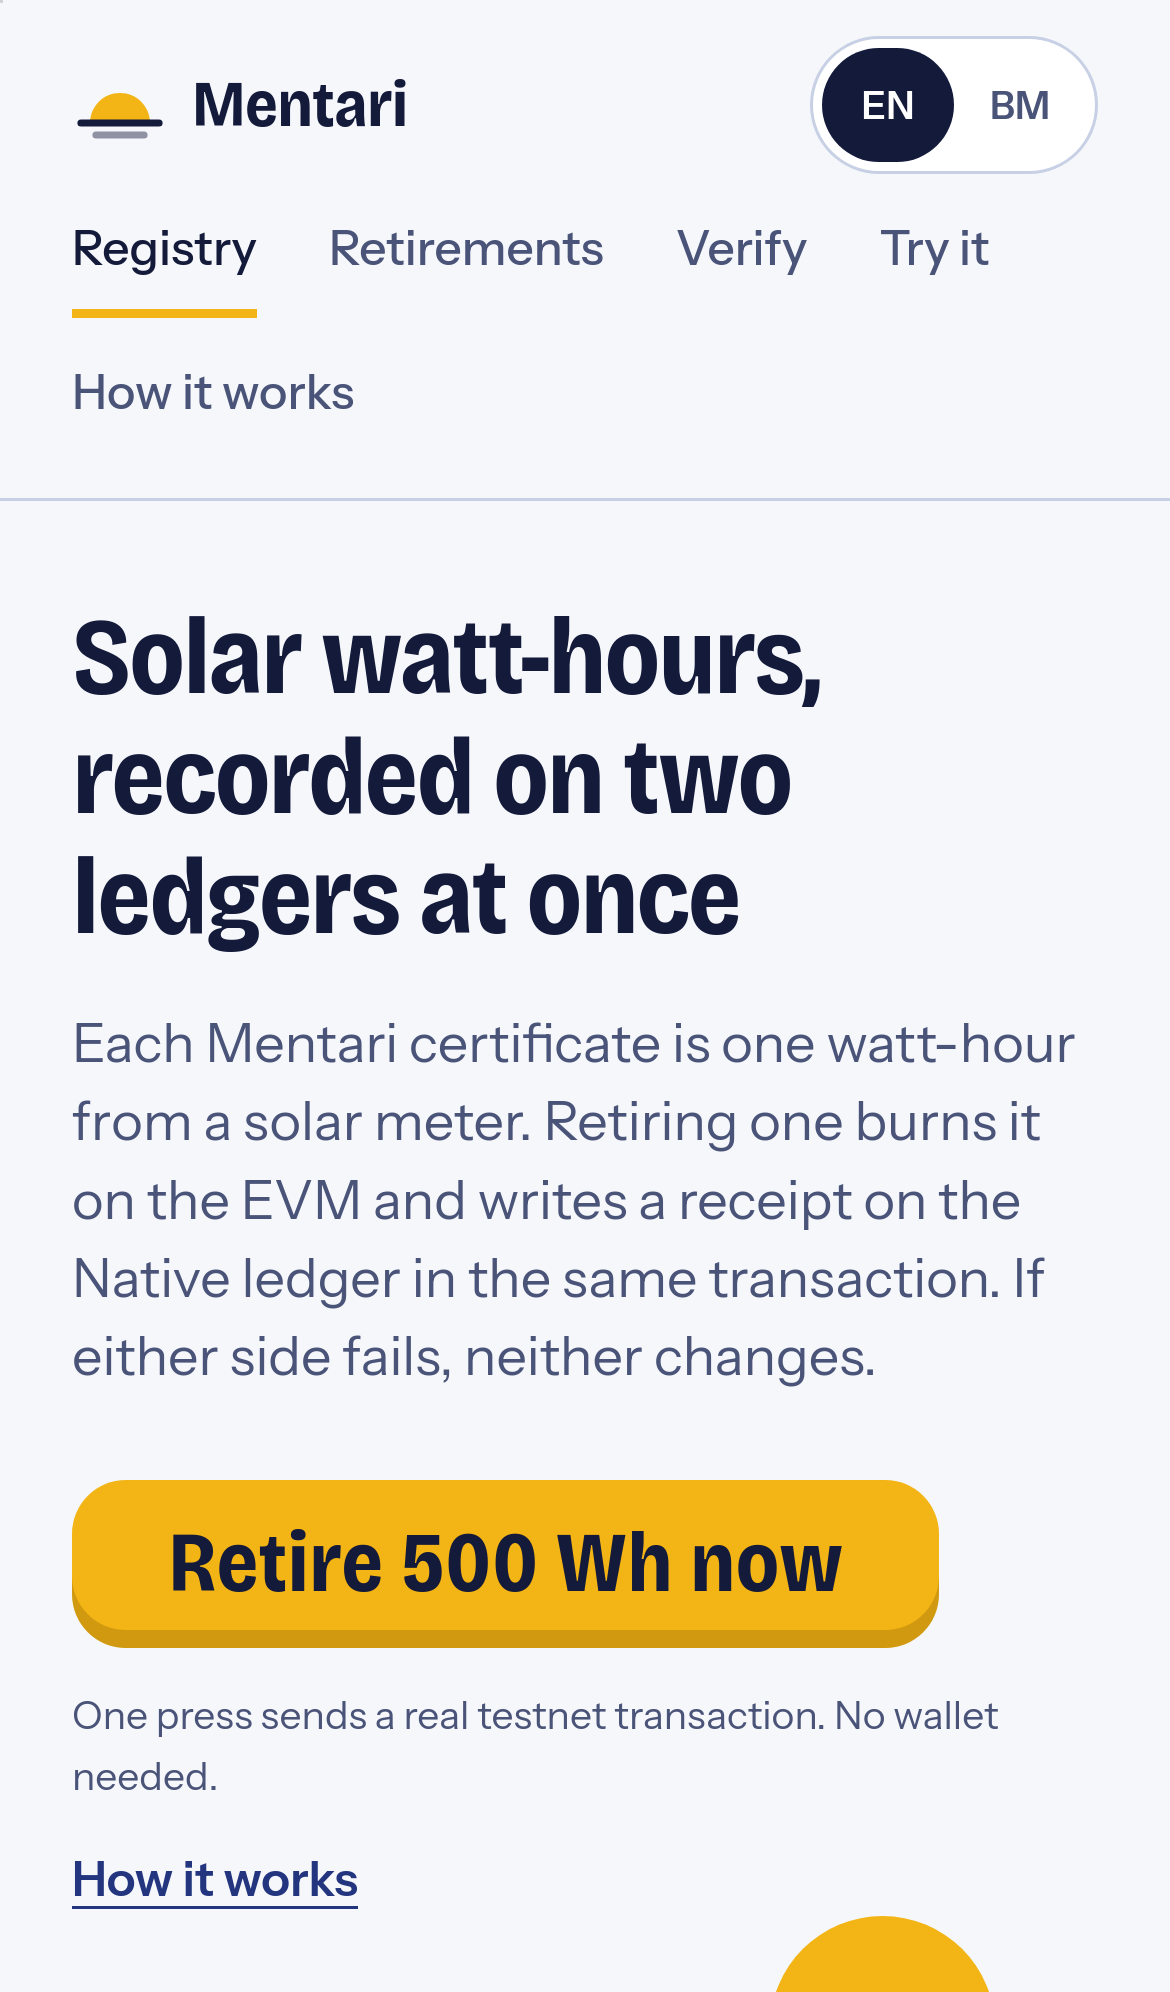 Mentari
EN BM
Registry Retirements Verify Try it
How it works
Solar watt-hours,
recorded on two
ledgers at once
Each Mentari certificate is one watt-hour
from a solar meter. Retiring one burns it
on the EVM and writes a receipt on the
Native ledger in the same transaction. If
either side fails, neither changes.
Retire 500 Wh now
One press sends a real testnet transaction. No wallet
needed.
How it works